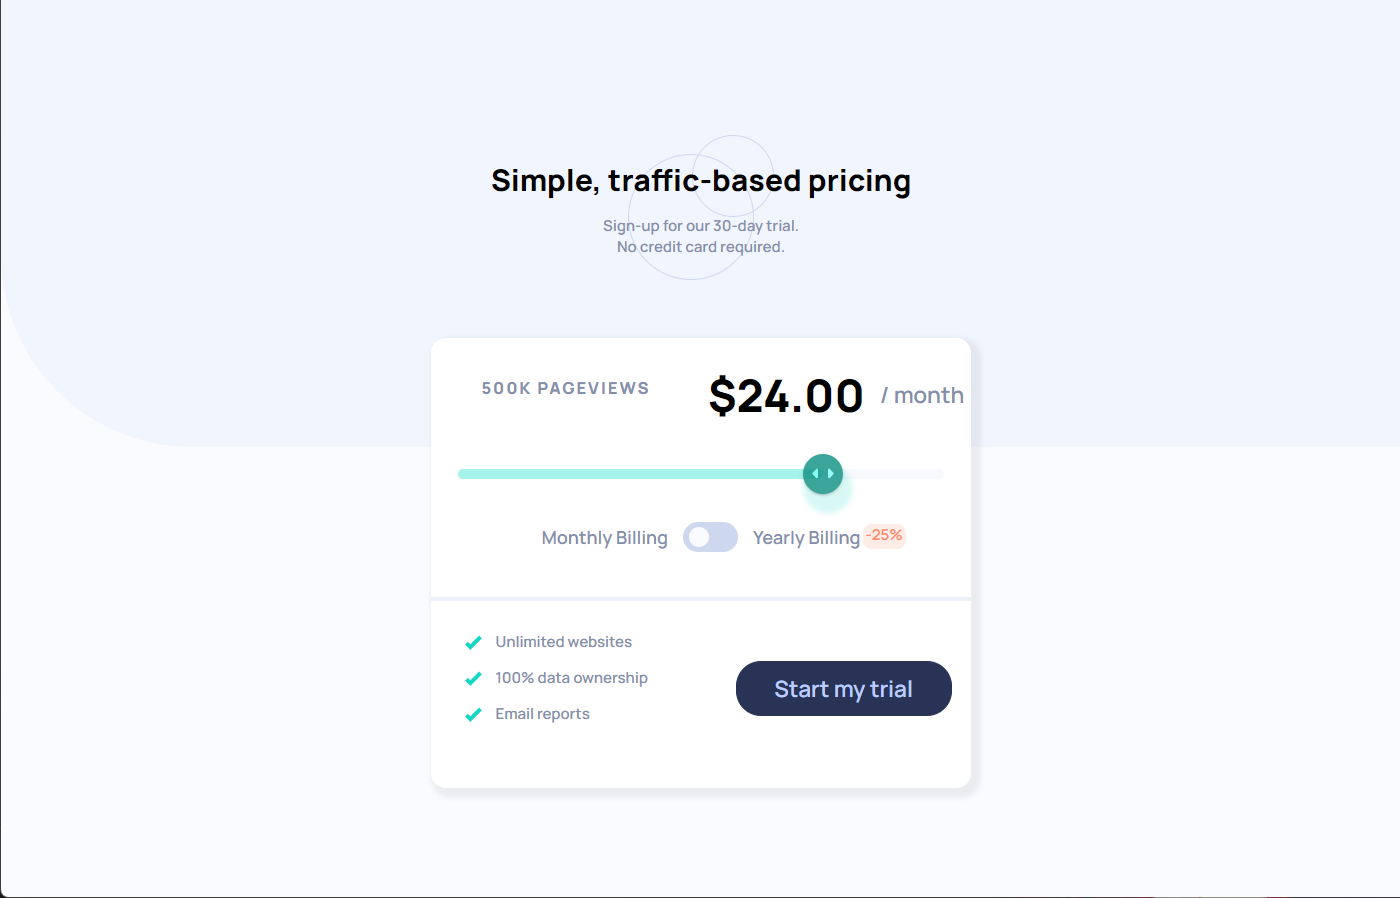 Simple, traffic-based pricing
Sign-up for our 30-day trial.
No credit card required.
500K PAGEVIEWS
$24.00 / month
Monthly Billing
Yearly Billing -25%
Unlimited websites
100% data ownership
Email reports
Start my trial